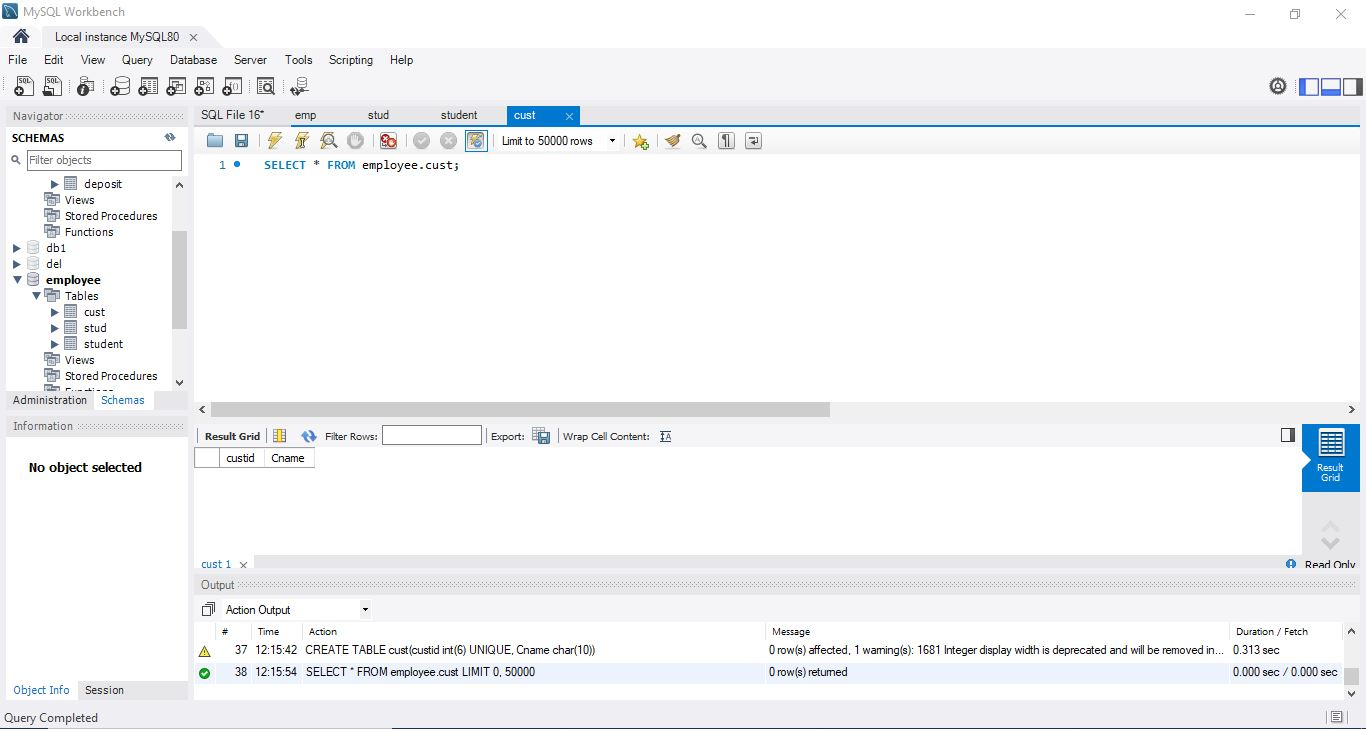 MySQL Workbench
Local instance MySQL80
File Edit View Query Database Server Tools Scripting Help
Navigator
SCHEMAS
Filter objects
deposit
Views
Stored Procedures
Functions
db1
del
employee
Tables
cust
stud
student
Views
Stored Procedures
Functions
Administration Schemas
Information
No object selected
Object Info Session
SQL File 16* emp stud student cust
Limit to 50000 rows
1 SELECT * FROM employee.cust;
Result Grid Filter Rows: Export: Wrap Cell Content:
custid Cname
Result
Grid
cust 1
Read Only
Output
Action Output
# Time Action Message Duration / Fetch
37 12:15:42 CREATE TABLE cust(custid int(6) UNIQUE, Cname char(10)) 0 row(s) affected, 1 warning(s): 1681 Integer display width is deprecated and will be removed in... 0.313 sec
38 12:15:54 SELECT * FROM employee.cust LIMIT 0, 50000 0 row(s) returned 0.000 sec / 0.000 sec
Query Completed